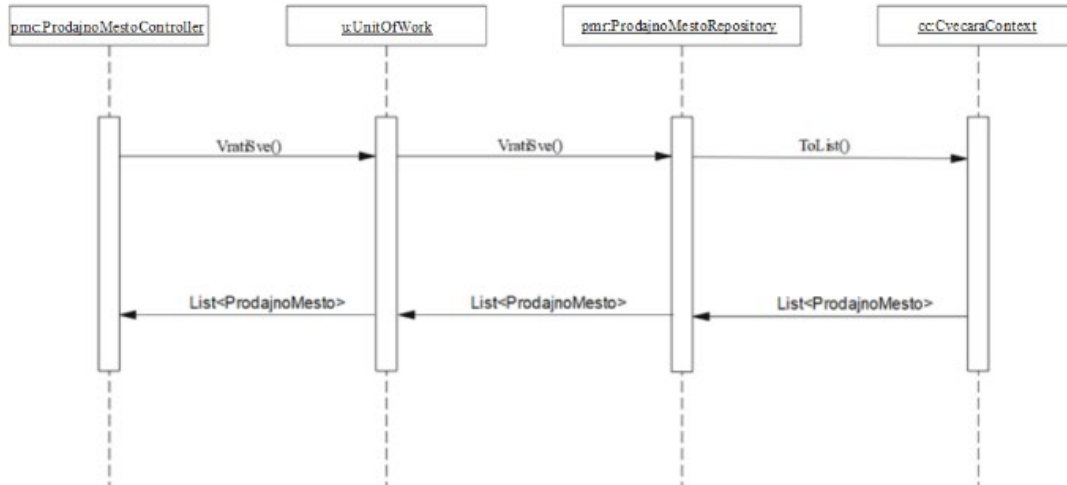 pmc:ProdajnoMestoController
u:UnitOfWork
pmr:ProdajnoMestoRepository
cc:CvecaraContext
VratiSve()
VratiSve()
ToList()
List<ProdajnoMesto>
List<ProdajnoMesto>
List<ProdajnoMesto>